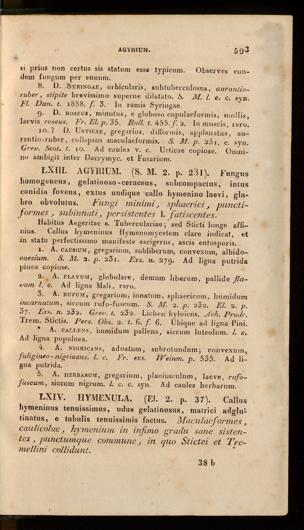 AGYRIUM. 593
si prius non certus sis statum esse typicum. Observes eun-
dem fungum per annum.
8. D. SYRINGAE, orbicularis, subtuberculosus, aurantio-
ruber, stipite brevissimo superne dilatato. S. M. l. c. c. syn.
Fl. Dan. t. 1858. f. 3. In ramis Syringae.
9. D. ROSEUS, minutus, e globoso cupulaeformis, mollis,
laevis roseus. Fr. El. p. 35. Bull. t. 455. f. 2. In muscis, raro.
10.? D. URTICAE, gregarius, difformis, applanatus, au-
rantio-ruber, collapsus maculaeformis. S. M. p. 231. c. syn.
Grev. Scot. t. 10. Ad caules v. c. Urticae copiose. Omni-
no ambigit inter Dacrymyc. et Fusarium.
LXIII. AGYRIUM. (S. M. 2. p. 231). Fungus
homogeneus, gelatinoso-ceraceus, subcompactus, intus
conidia fovens, extus undique callo hymenino laevi, gla-
bro obvolutus. Fungi minimi, sphaerici, puncti-
formes, subinnati, persistentes l. fatiscentes.
Habitus Aegeritae s. Tuberculariae; sed Sticti longe affi-
nius. Callus hymeninus Hymenomycetem clare indicat, et
in statu perfectissimo manifeste ascigerus, ascis entosporis.
1. A. CAESIUM, gregarium, subliberum, convexum, albido-
caesium. S. M. 2. p. 231. Exs. n. 279. Ad ligna putrida
pinea copiose.
2. A. FLAVUM, globulare, demum liberum, pallide fla-
vum l. c. Ad ligna Mali, raro.
3. A. RUFUM, gregarium, innatum, sphaericum, humidum
incarnatum, siccum rufo-fuscum. S. M. 2. p. 232. El. 2. p.
37. Exs. n. 232. Grev. t. 232. Lichen hyloicus. Ach. Prodr.
Trem. Stictis. Pers. Obs. 2. t. 6. f. 6. Ubique ad ligna Pini.
* A. PALLENS, humidum pallens, siccum luteolum. l. c.
Ad ligna populnea.
4. A. NIGRICANS, adnatum, subrotundum, convexum,
fuligineo-nigricans. l. c. Fr. exs. Weinm. p. 535. Ad li-
gna putrida.
5. A. HERBARUM, gregarium, planiusculum, laeve, rufo-
fuscum, siccum nigrum. l. c. c. syn. Ad caules herbarum.
LXIV. HYMENULA. (El. 2. p. 37). Callus
hymeninus tenuissimus, udus gelatinosus, matrici adglu-
tinatus, e tubulis tenuissimis factus. Maculaeformes,
caulicolae, hymenium in infimo gradu sane sisten-
tes, punctumque commune, in quo Stictei et Tre-
mellini collidunt.
38 b